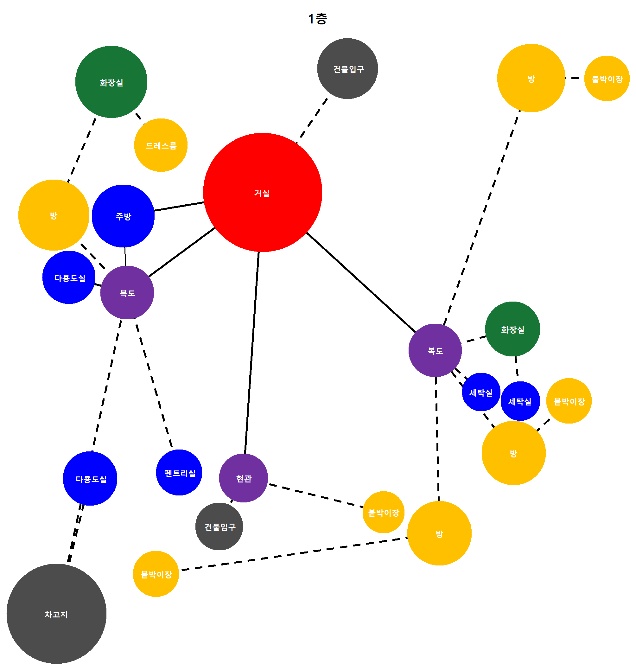 1층
건물입구
방
붙박이장
화장실
드레스룸
거실
방
주방
다용도실
복도
화장실
복도
세탁실
세탁실
붙박이장
방
다용도실
팬트리실
현관
건물입구
붙박이장
방
붙박이장
차고지